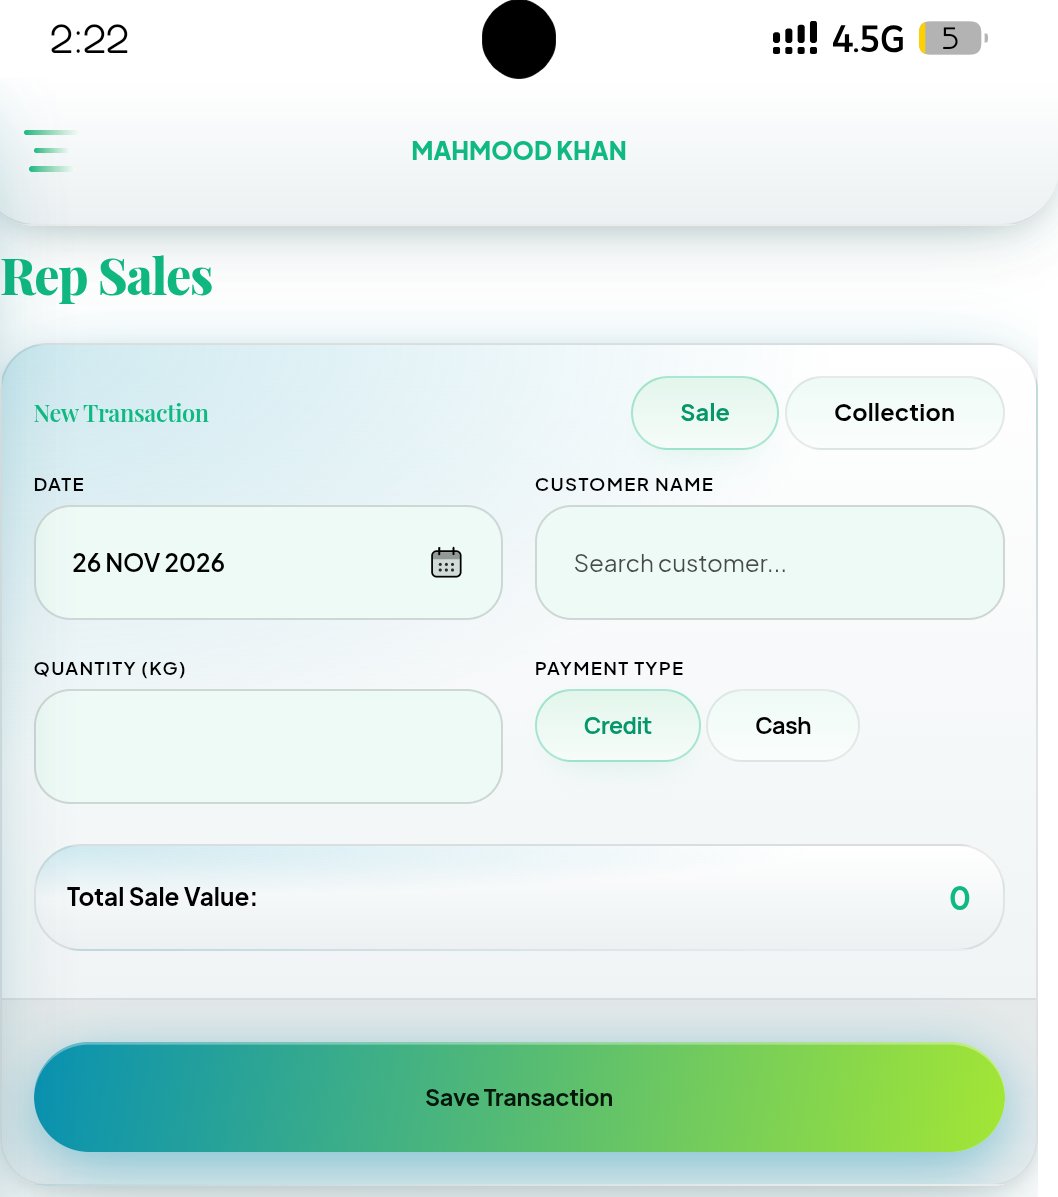 2:22 4.5G 5
MAHMOOD KHAN
Rep Sales
New Transaction Sale Collection
DATE CUSTOMER NAME
26 NOV 2026 Search customer...
QUANTITY (KG) PAYMENT TYPE
Credit Cash
Total Sale Value: 0
Save Transaction